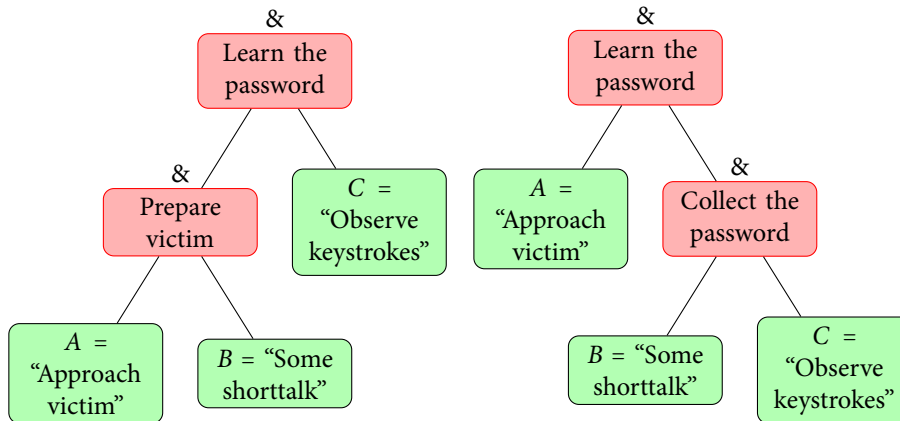 &
Learn the
password
&
Prepare
victim
C =
“Observe
keystrokes”
A =
“Approach
victim”
B = “Some
shorttalk”
&
Learn the
password
A =
“Approach
victim”
&
Collect the
password
B = “Some
shorttalk”
C =
“Observe
keystrokes”